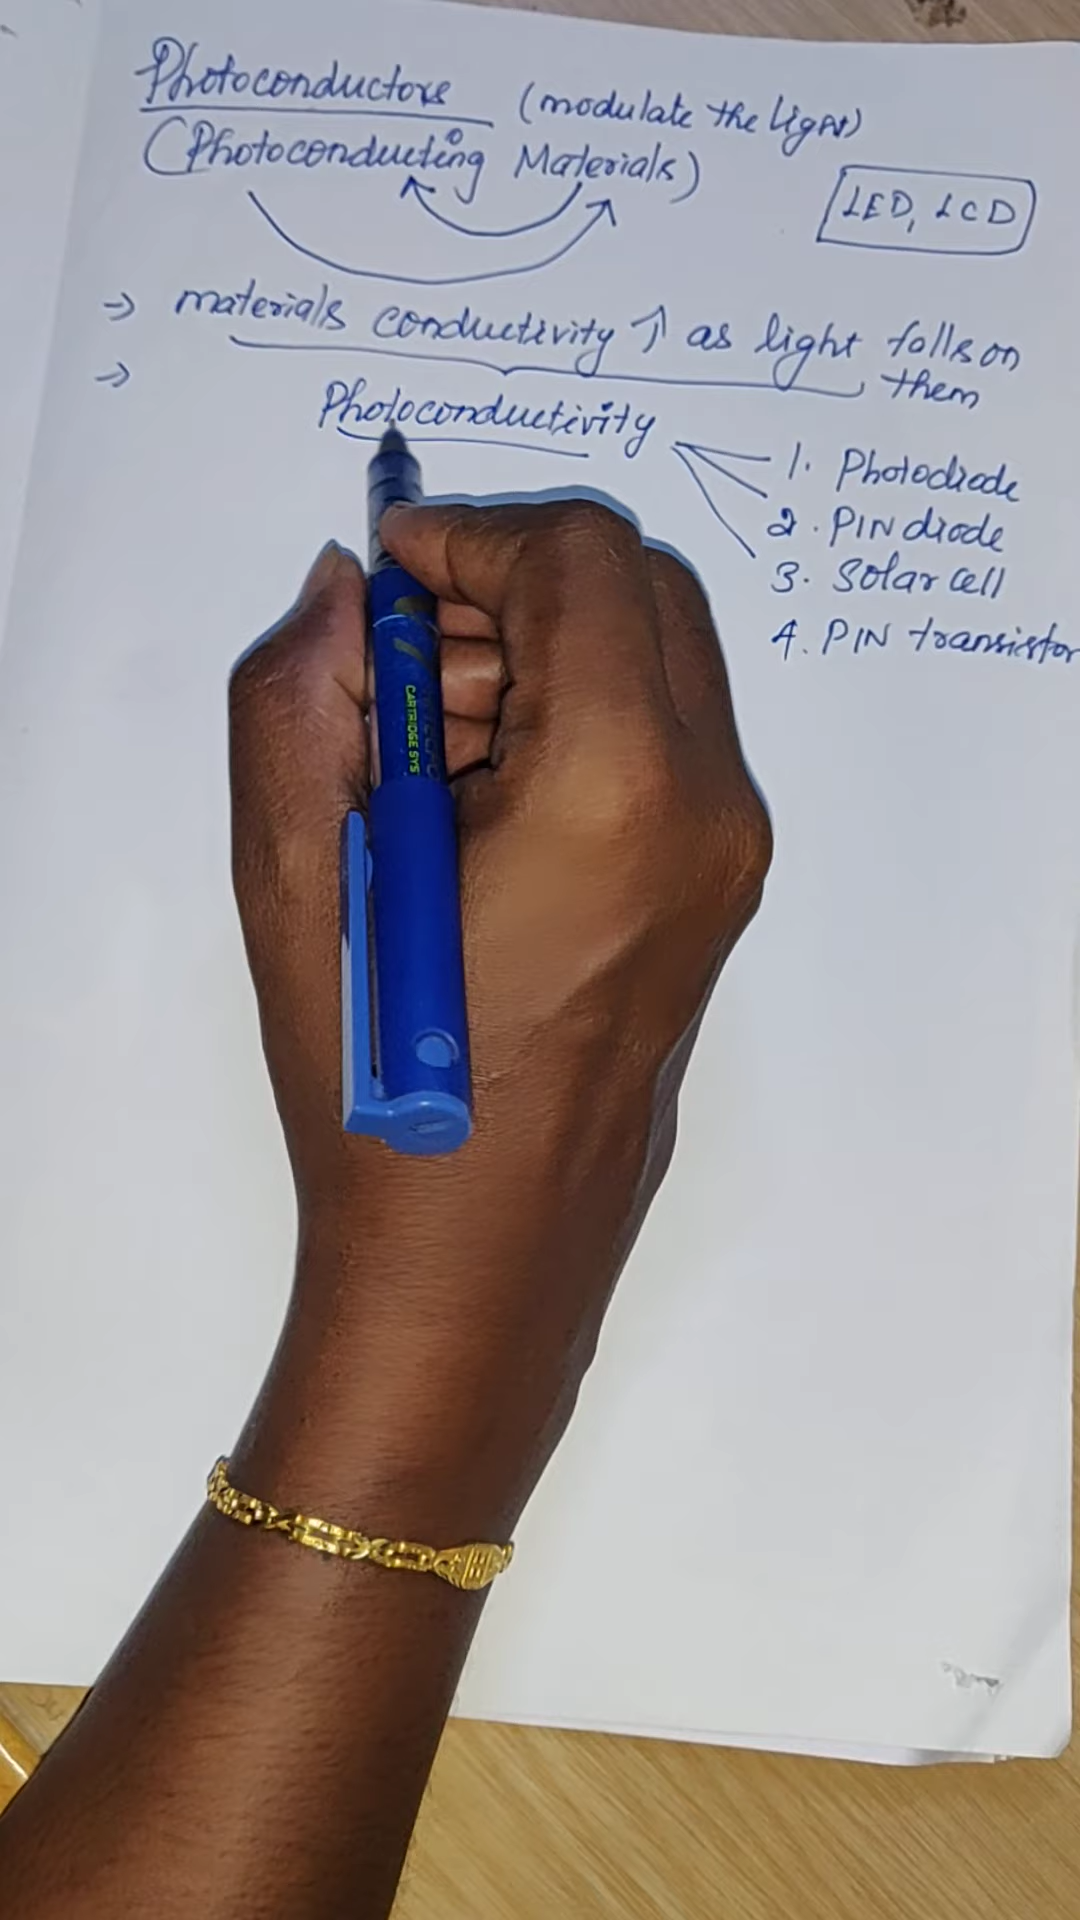 Photoconductors (modulate the light)
(Photoconducting Materials)
LED, LCD
=> materials conductivity ↑ as light falls on them
=>
Photoconductivity
1. Photodiode
2. PIN diode
3. Solar cell
4. PIN transistor
CARTRIDGE SYS